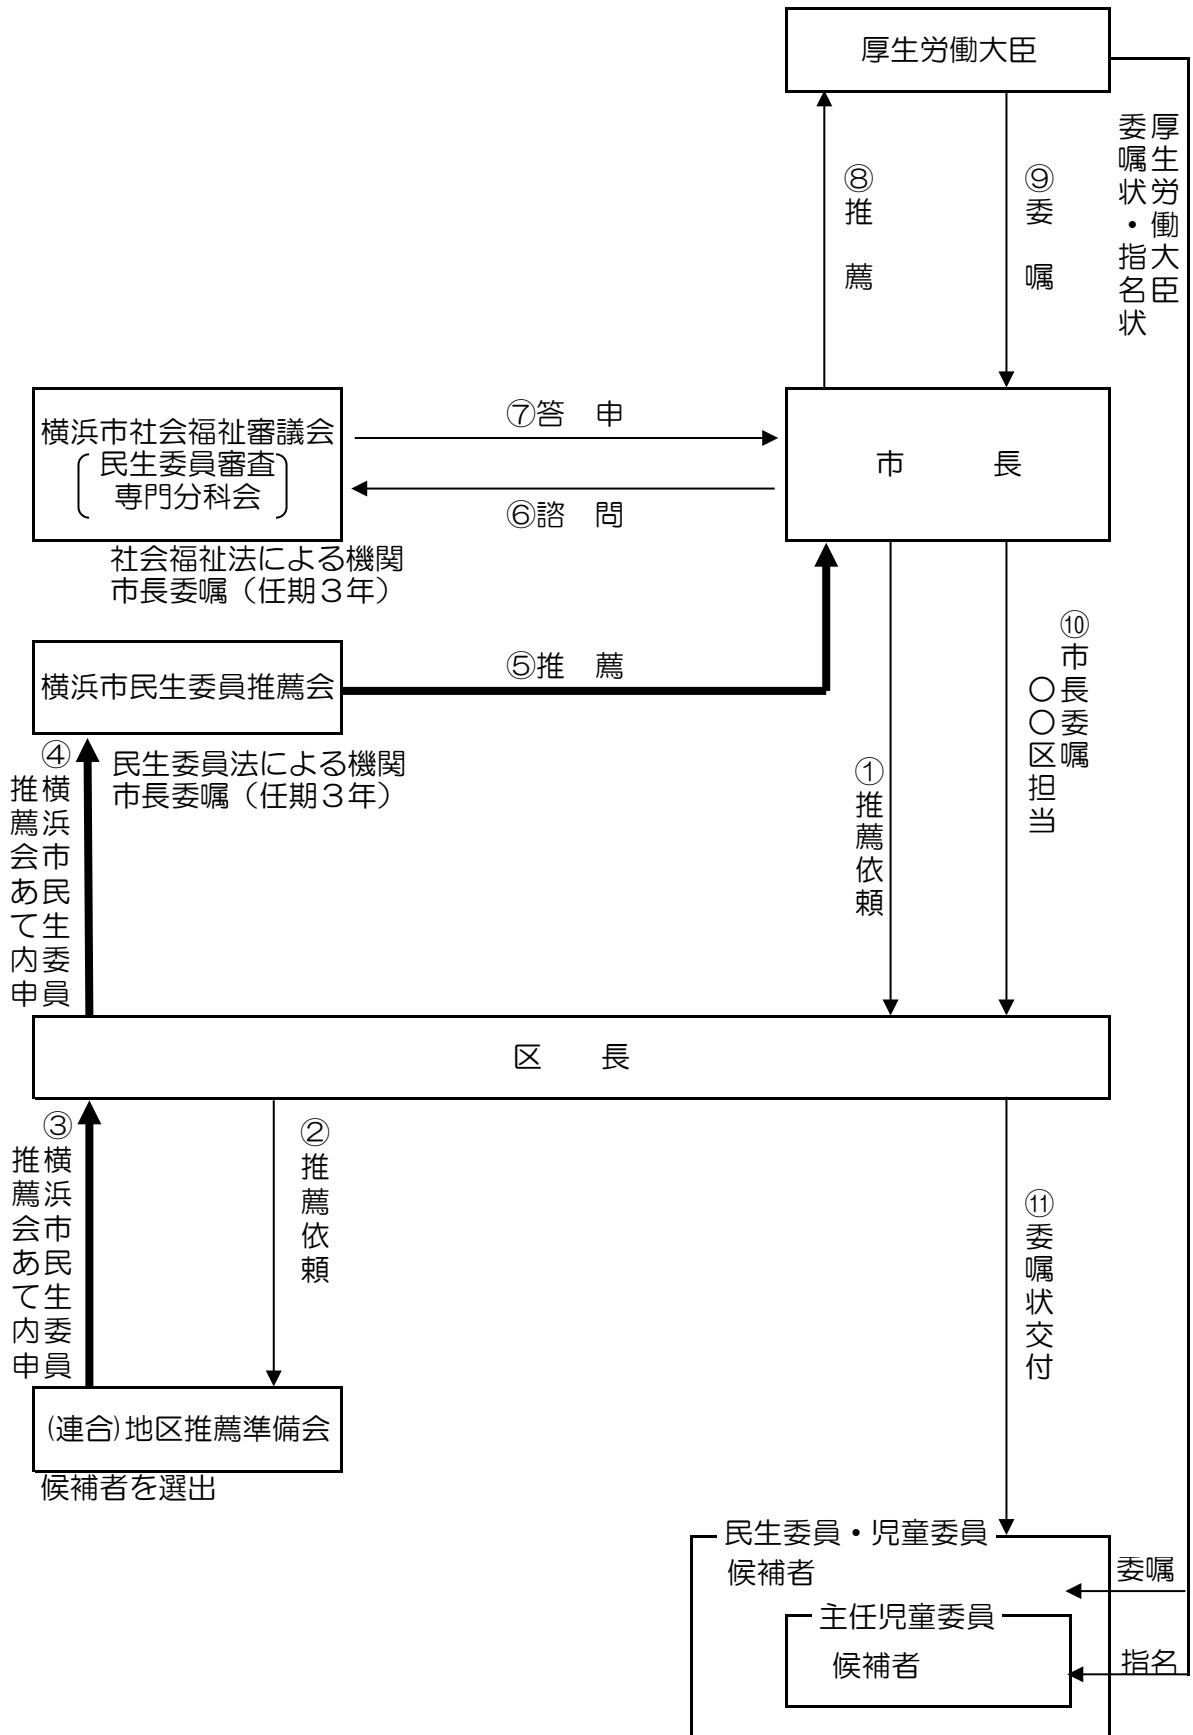 厚生労働大臣
厚生労働大臣
委嘱状・指名状
⑧推　薦
⑨委　嘱
横浜市社会福祉審議会
民生委員審査
専門分科会
⑦答　申
⑥諮　問
市　　　長
社会福祉法による機関
市長委嘱（任期３年）
横浜市民生委員推薦会
⑤推　薦
民生委員法による機関
市長委嘱（任期３年）
④横浜市民生委員
推薦会あて内申
①推薦依頼
⑩市長委嘱
〇〇区担当
区　　長
③横浜市民生委員
推薦会あて内申
②推薦依頼
⑪委嘱状交付
(連合)地区推薦準備会
候補者を選出
民生委員・児童委員
候補者
委嘱
主任児童委員
候補者
指名